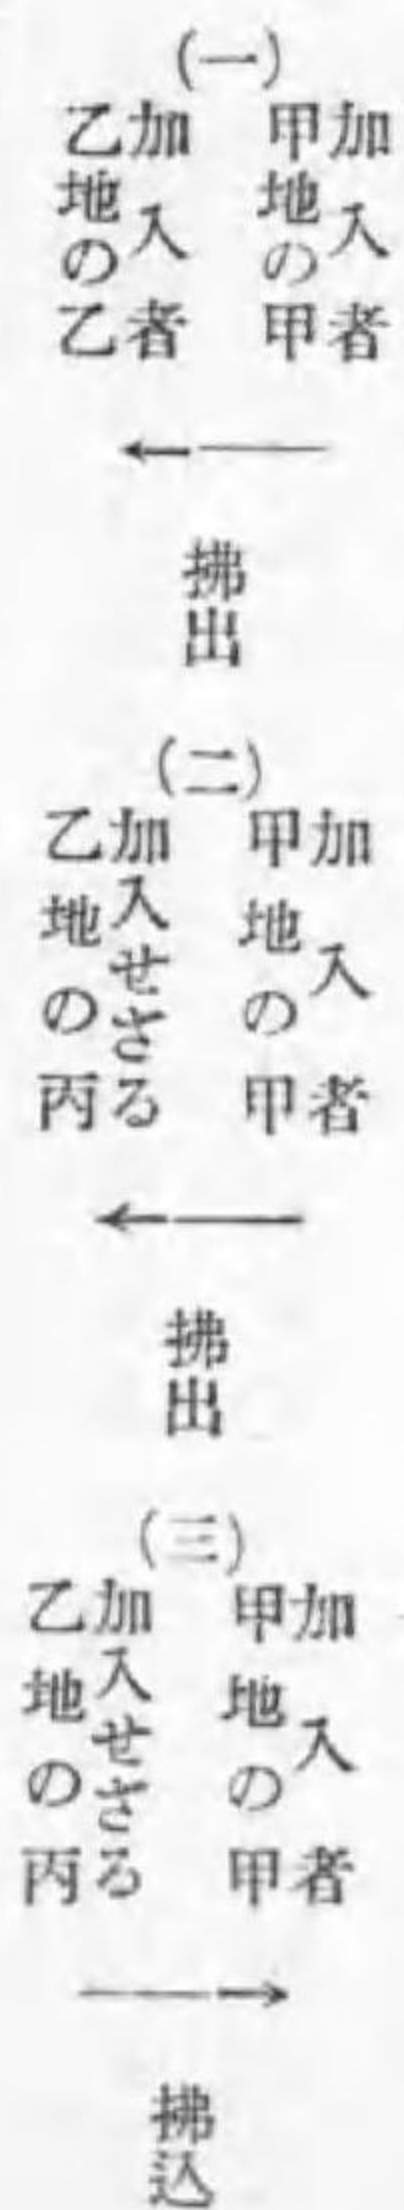 (一)
加入者
甲地の甲
加入者
乙地の乙
←
拂出
(二)
加入者
甲地の甲
加入せさる
乙地の丙
←
拂出
(三)
加入者
甲地の甲
加入せさる
乙地の丙
→
拂込